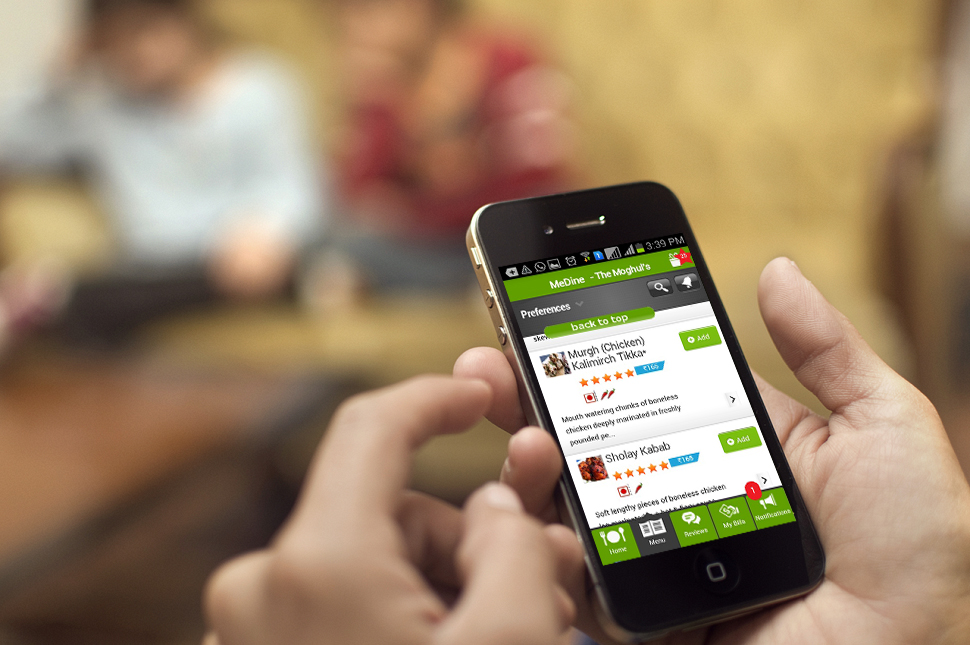 3:39 PM
MeDine - The Moghul's
25
Preferences
back to top
skew
Murgh (Chicken)
Kalimirch Tikka•
Add
₹165
Mouth watering chunks of boneless
chicken deeply marinated in freshly
pounded pe...
Sholay Kabab
Add
₹165
Soft lengthy pieces of boneless chicken
1
Home
Menu
Reviews
My Bills
Notifications